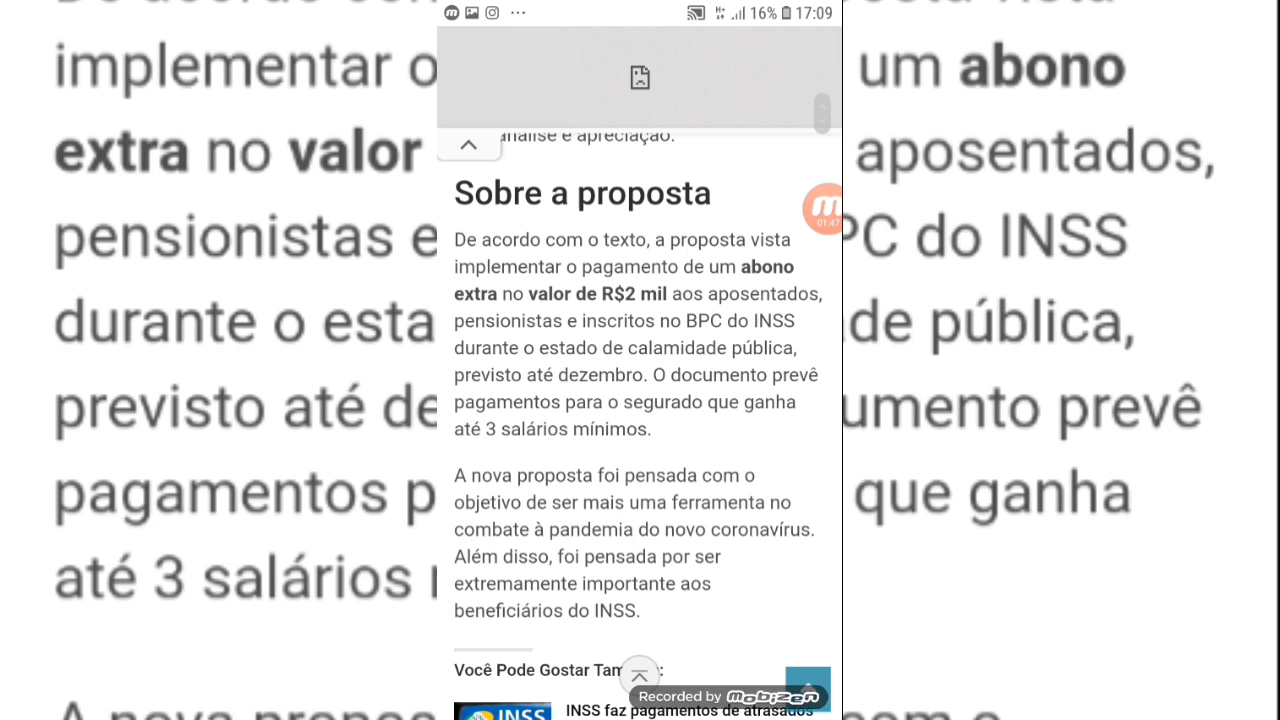 16% 17:09
análise e apreciação.
01:47
Sobre a proposta
De acordo com o texto, a proposta vista
implementar o pagamento de um abono
extra no valor de R$2 mil aos aposentados,
pensionistas e inscritos no BPC do INSS
durante o estado de calamidade pública,
previsto até dezembro. O documento prevê
pagamentos para o segurado que ganha
até 3 salários mínimos.
A nova proposta foi pensada com o
objetivo de ser mais uma ferramenta no
combate à pandemia do novo coronavírus.
Além disso, foi pensada por ser
extremamente importante aos
beneficiários do INSS.
Você Pode Gostar
Recorded by mobizen
INSS INSS faz pagamentos de atrasados
implementar o um abono
extra no valor aposentados,
pensionistas e PC do INSS
durante o esta de pública,
previsto até de umento prevê
pagamentos p que ganha
até 3 salários